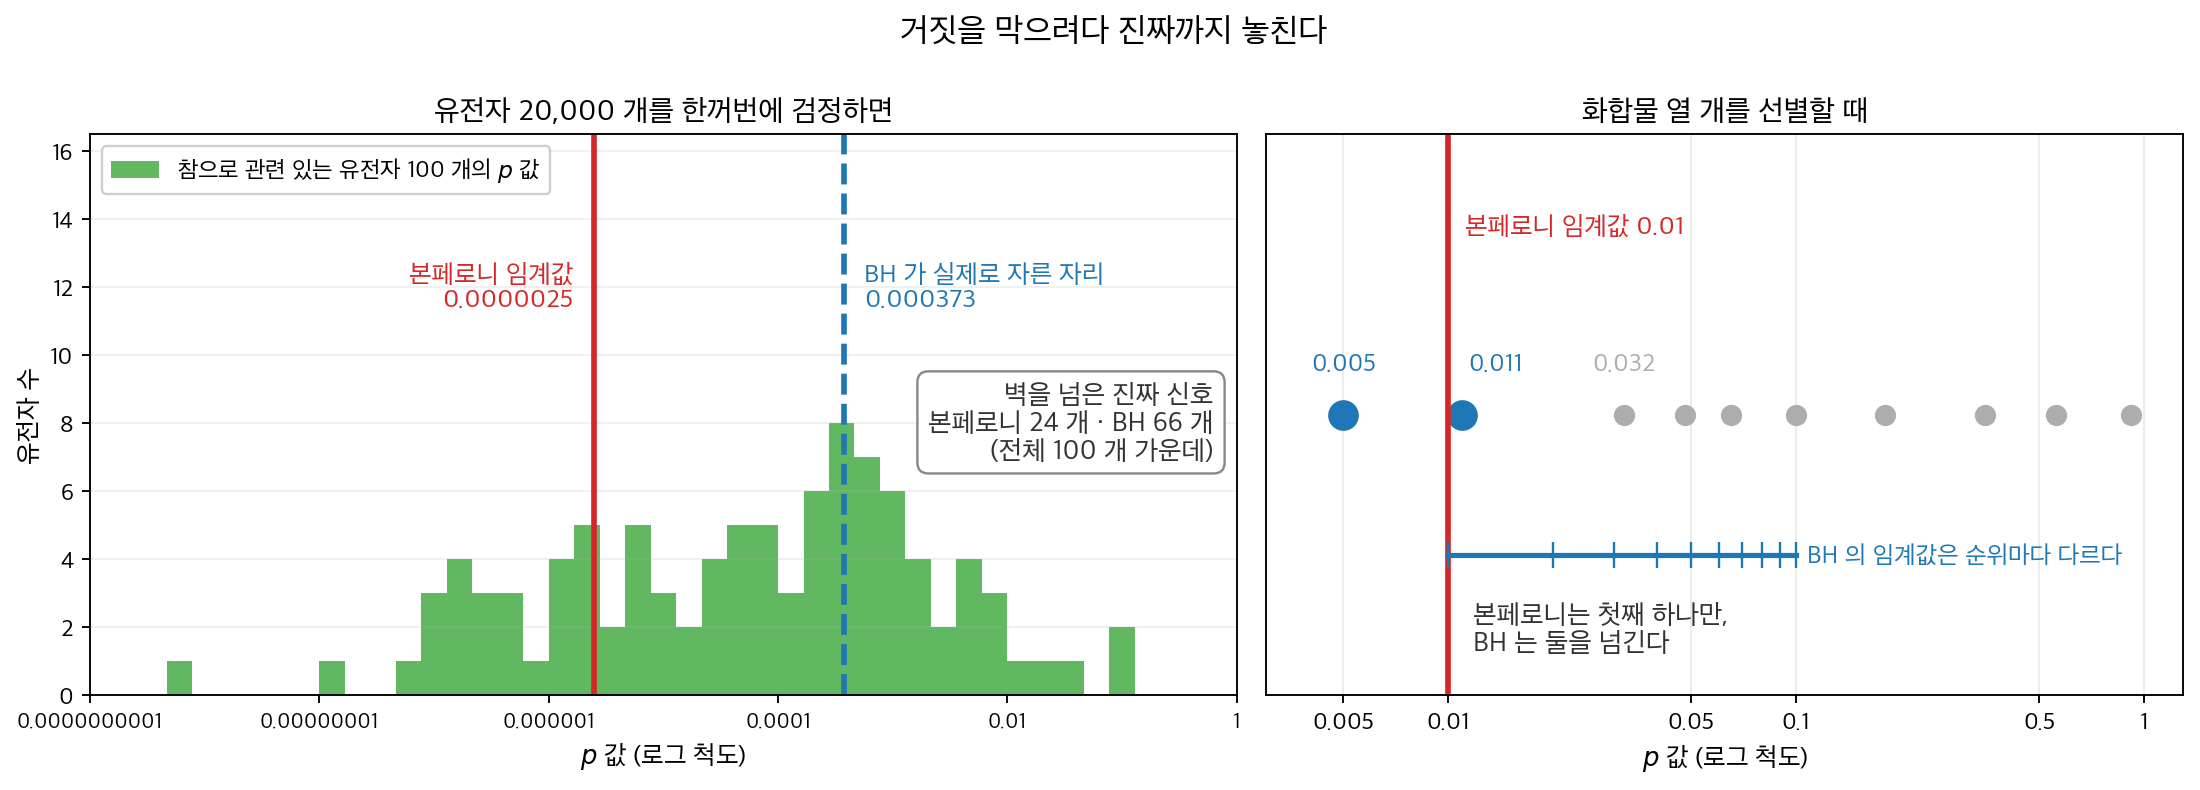 거짓을 막으려다 진짜까지 놓친다
유전자 20,000 개를 한꺼번에 검정하면
참으로 관련 있는 유전자 100 개의 p 값
본페로니 임계값
0.0000025
BH 가 실제로 자른 자리
0.000373
벽을 넘은 진짜 신호
본페로니 24 개 · BH 66 개
(전체 100 개 가운데)
유전자 수
16
14
12
10
8
6
4
2
0
0.0000000001
0.00000001
0.000001
0.0001
0.01
1
p 값 (로그 척도)
화합물 열 개를 선별할 때
본페로니 임계값 0.01
0.005
0.011
0.032
BH 의 임계값은 순위마다 다르다
본페로니는 첫째 하나만,
BH 는 둘을 넘긴다
0.005
0.01
0.05
0.1
0.5
1
p 값 (로그 척도)